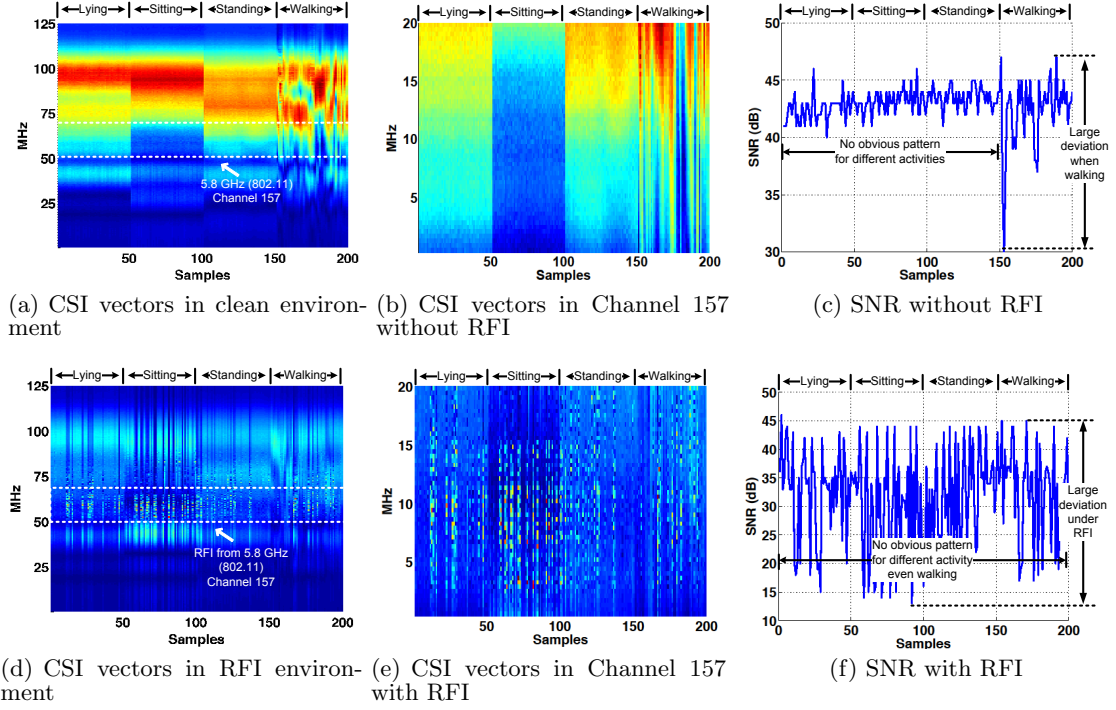 Lying Sitting Standing Walking
125
100
75
50
25
MHz
5.8 GHz (802.11)
Channel 157
50 100 150 200
Samples
(a) CSI vectors in clean environ-
ment
Lying Sitting Standing Walking
20
15
10
5
MHz
50 100 150 200
Samples
(b) CSI vectors in Channel 157
without RFI
Lying Sitting Standing Walking
50
45
40
35
30
SNR (dB)
No obvious pattern
for different activities
Large
deviation
when
walking
0 50 100 150 200
Samples
(c) SNR without RFI
Lying Sitting Standing Walking
125
100
75
50
25
MHz
RFI from 5.8 GHz
(802.11)
Channel 157
50 100 150 200
Samples
(d) CSI vectors in RFI environ-
ment
Lying Sitting Standing Walking
20
15
10
5
MHz
50 100 150 200
Samples
(e) CSI vectors in Channel 157
with RFI
Lying Sitting Standing Walking
50
45
40
35
30
25
20
15
10
SNR (dB)
No obvious pattern
for different activity
even walking
Large
deviation
under
RFI
0 50 100 150 200
Samples
(f) SNR with RFI